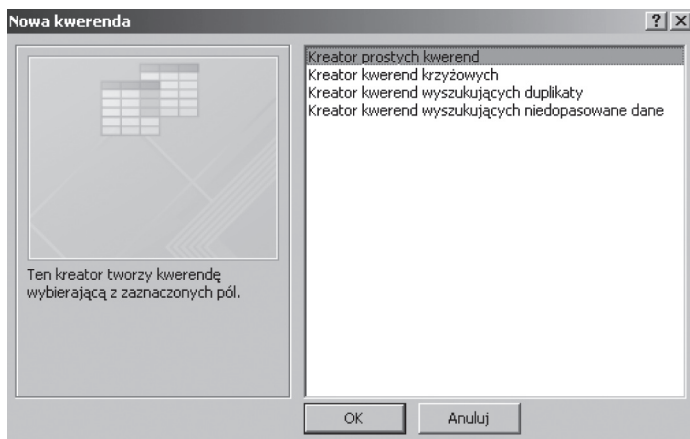 Nowa kwerenda
Kreator prostych kwerend
Kreator kwerend krzyżowych
Kreator kwerend wyszukujących duplikaty
Kreator kwerend wyszukujących niedopasowane dane
Ten kreator tworzy kwerendę
wybierającą z zaznaczonych pól.
OK
Anuluj